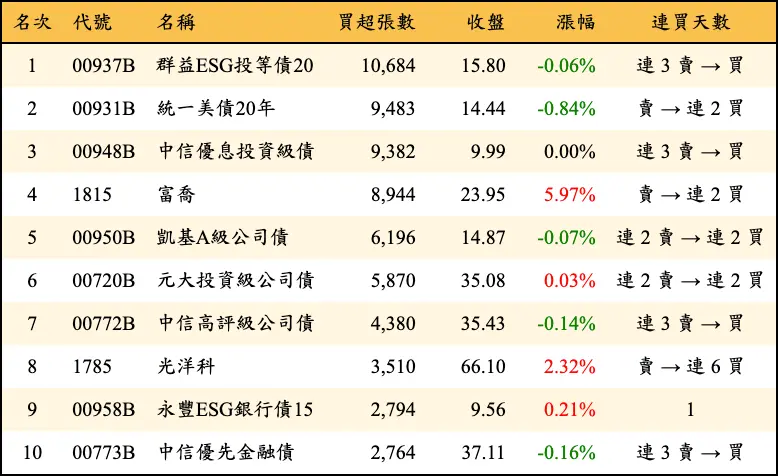 名次 代號 名稱 買超張數 收盤 漲幅 連買天數
1 00937B 群益ESG投等債20 10,684 15.80 -0.06% 連 3 賣 → 買
2 00931B 統一美債20年 9,483 14.44 -0.84% 賣 → 連 2 買
3 00948B 中信優息投資級債 9,382 9.99 0.00% 連 3 賣 → 買
4 1815 富喬 8,944 23.95 5.97% 賣 → 連 2 買
5 00950B 凱基A級公司債 6,196 14.87 -0.07% 連 2 賣 → 連 2 買
6 00720B 元大投資級公司債 5,870 35.08 0.03% 連 2 賣 → 連 2 買
7 00772B 中信高評級公司債 4,380 35.43 -0.14% 連 3 賣 → 買
8 1785 光洋科 3,510 66.10 2.32% 賣 → 連 6 買
9 00958B 永豐ESG銀行債15 2,794 9.56 0.21% 1
10 00773B 中信優先金融債 2,764 37.11 -0.16% 連 3 賣 → 買